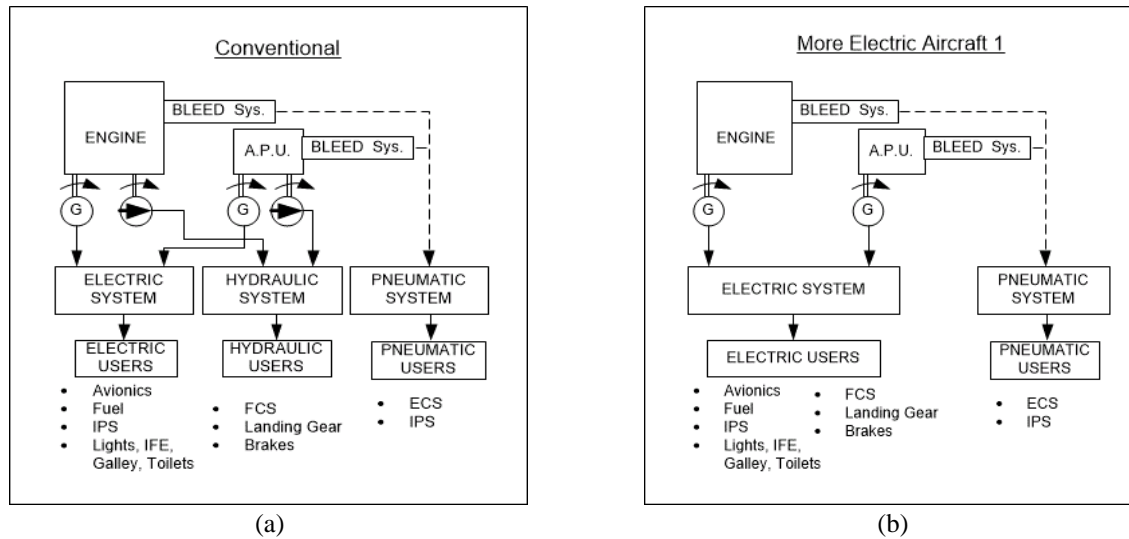 Conventional
BLEED Sys.
ENGINE
A.P.U.
BLEED Sys.
G
G
ELECTRIC
SYSTEM
HYDRAULIC
SYSTEM
PNEUMATIC
SYSTEM
ELECTRIC
USERS
HYDRAULIC
USERS
PNEUMATIC
USERS
• Avionics
• Fuel
• IPS
• Lights, IFE,
Galley, Toilets
• FCS
• Landing Gear
• Brakes
• ECS
• IPS
(a)
More Electric Aircraft 1
BLEED Sys.
ENGINE
A.P.U.
BLEED Sys.
G
G
ELECTRIC SYSTEM
PNEUMATIC
SYSTEM
ELECTRIC USERS
PNEUMATIC
USERS
• Avionics
• Fuel
• IPS
• Lights, IFE,
Galley, Toilets
• FCS
• Landing Gear
• Brakes
• ECS
• IPS
(b)